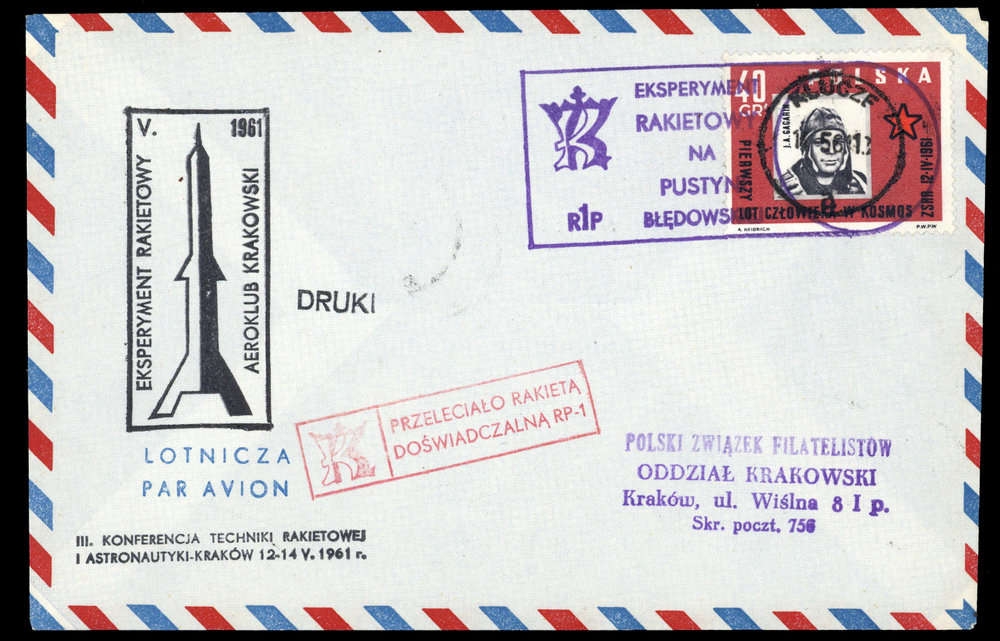 V. 1961
EKSPERYMENT RAKIETOWY
AEROKLUB KRAKOWSKI
EKSPERYMENT
RAKIETOWY
NA
PUSTYNI
BŁĘDOWSKIEJ
R1P
40
GR
POLSKA
J.A.GAGARIN
PIERWSZY
LOT CZŁOWIEKA W KOSMOS
ZSRR 12-IV-1961
A. HEIDRICH
P.W.P.W.
KLUCZE
DRUKI
PRZELECIAŁO RAKIETĄ
DOŚWIADCZALNĄ RP-1
LOTNICZA
PAR AVION
POLSKI ZWIĄZEK FILATELISTÓW
ODDZIAŁ KRAKOWSKI
Kraków, ul. Wiślna 8 I p.
Skr. poczt. 756
III. KONFERENCJA TECHNIKI RAKIETOWEJ
I ASTRONAUTYKI-KRAKÓW 12-14 V. 1961 r.